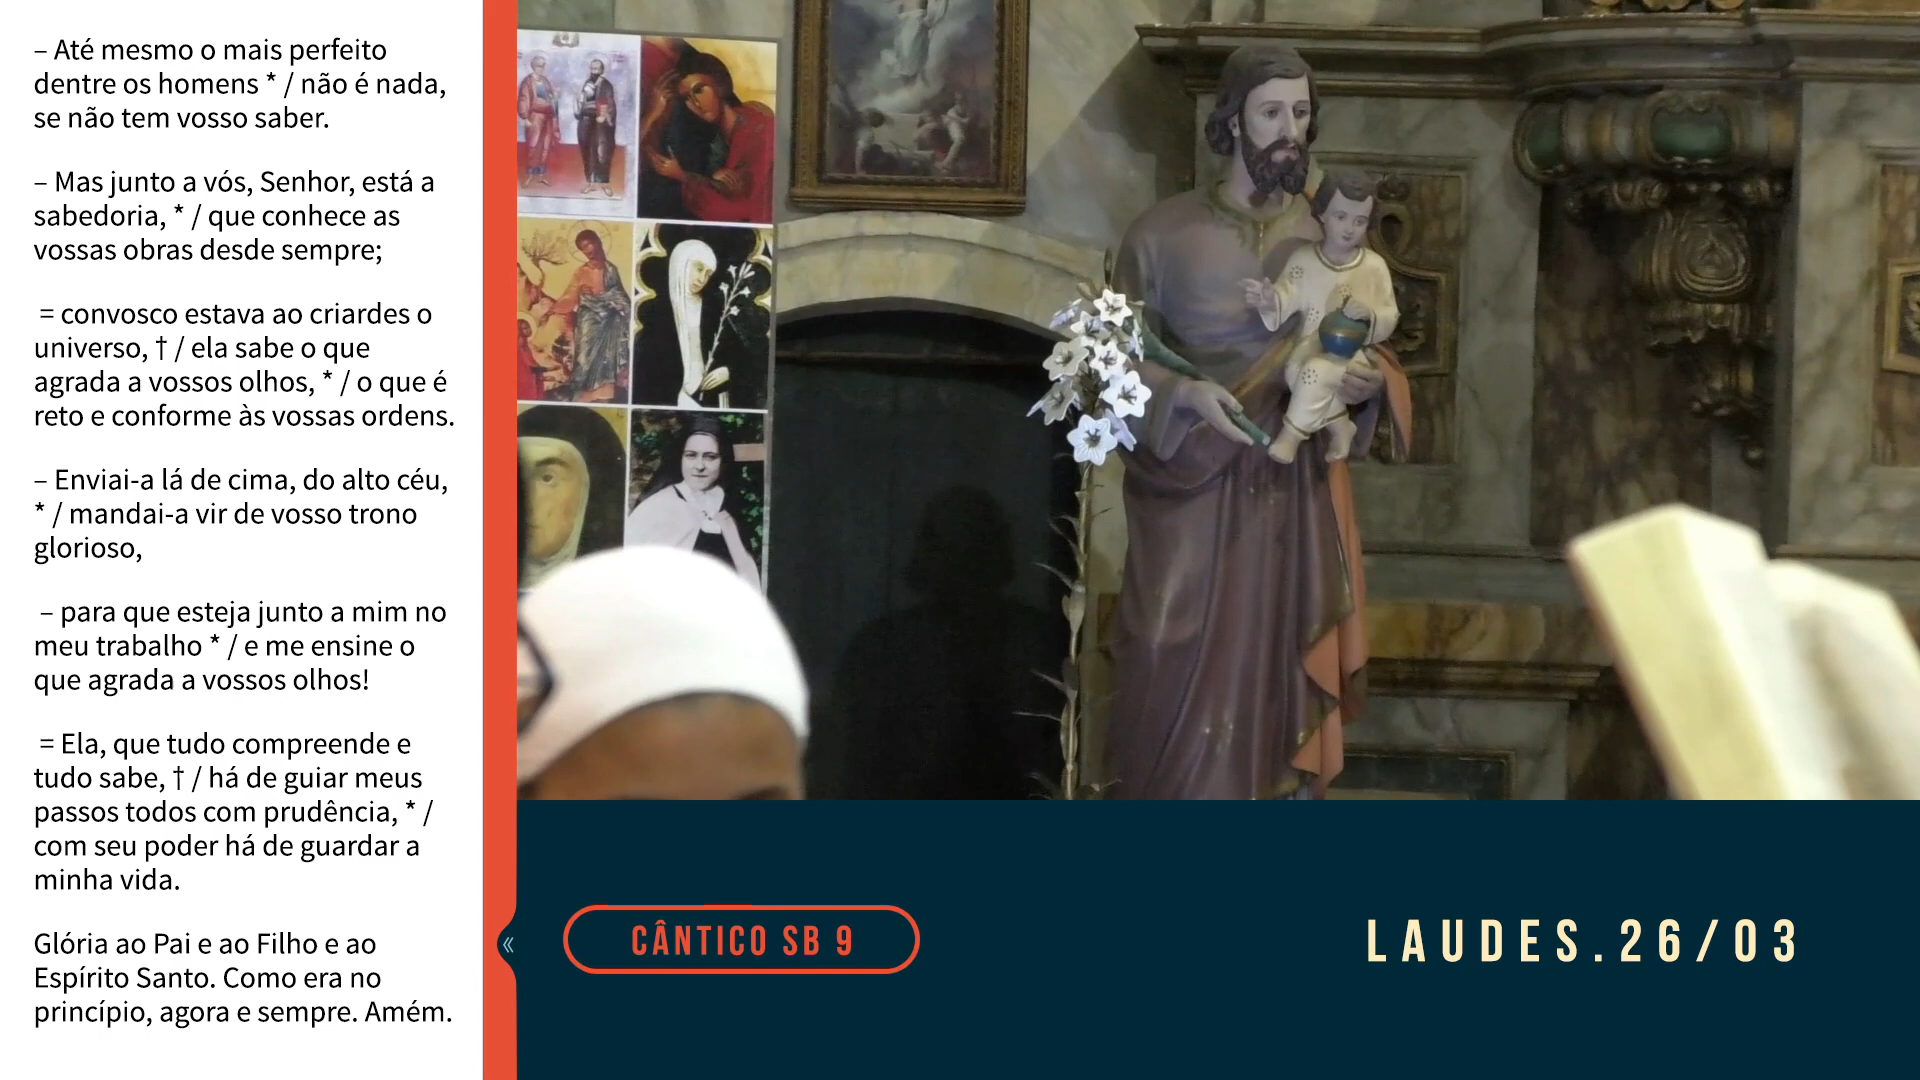 – Até mesmo o mais perfeito
dentre os homens * / não é nada,
se não tem vosso saber.
– Mas junto a vós, Senhor, está a
sabedoria, * / que conhece as
vossas obras desde sempre;
= convosco estava ao criardes o
universo, † / ela sabe o que
agrada a vossos olhos, * / o que é
reto e conforme às vossas ordens.
– Enviai-a lá de cima, do alto céu,
* / mandai-a vir de vosso trono
glorioso,
– para que esteja junto a mim no
meu trabalho * / e me ensine o
que agrada a vossos olhos!
= Ela, que tudo compreende e
tudo sabe, † / há de guiar meus
passos todos com prudência, * /
com seu poder há de guardar a
minha vida.
Glória ao Pai e ao Filho e ao
Espírito Santo. Como era no
princípio, agora e sempre. Amém.
«
CÂNTICO SB 9
LAUDES.26/03